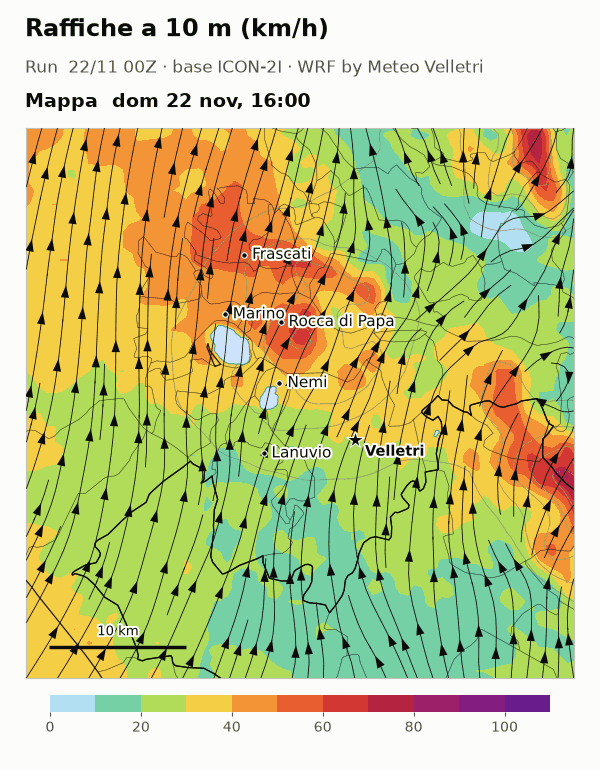 Raffiche a 10 m (km/h)
Run 22/11 00Z · base ICON-2I · WRF by Meteo Velletri
Mappa dom 22 nov, 16:00
Frascati
Marino
Rocca di Papa
Nemi
Velletri
Lanuvio
10 km
0 20 40 60 80 100